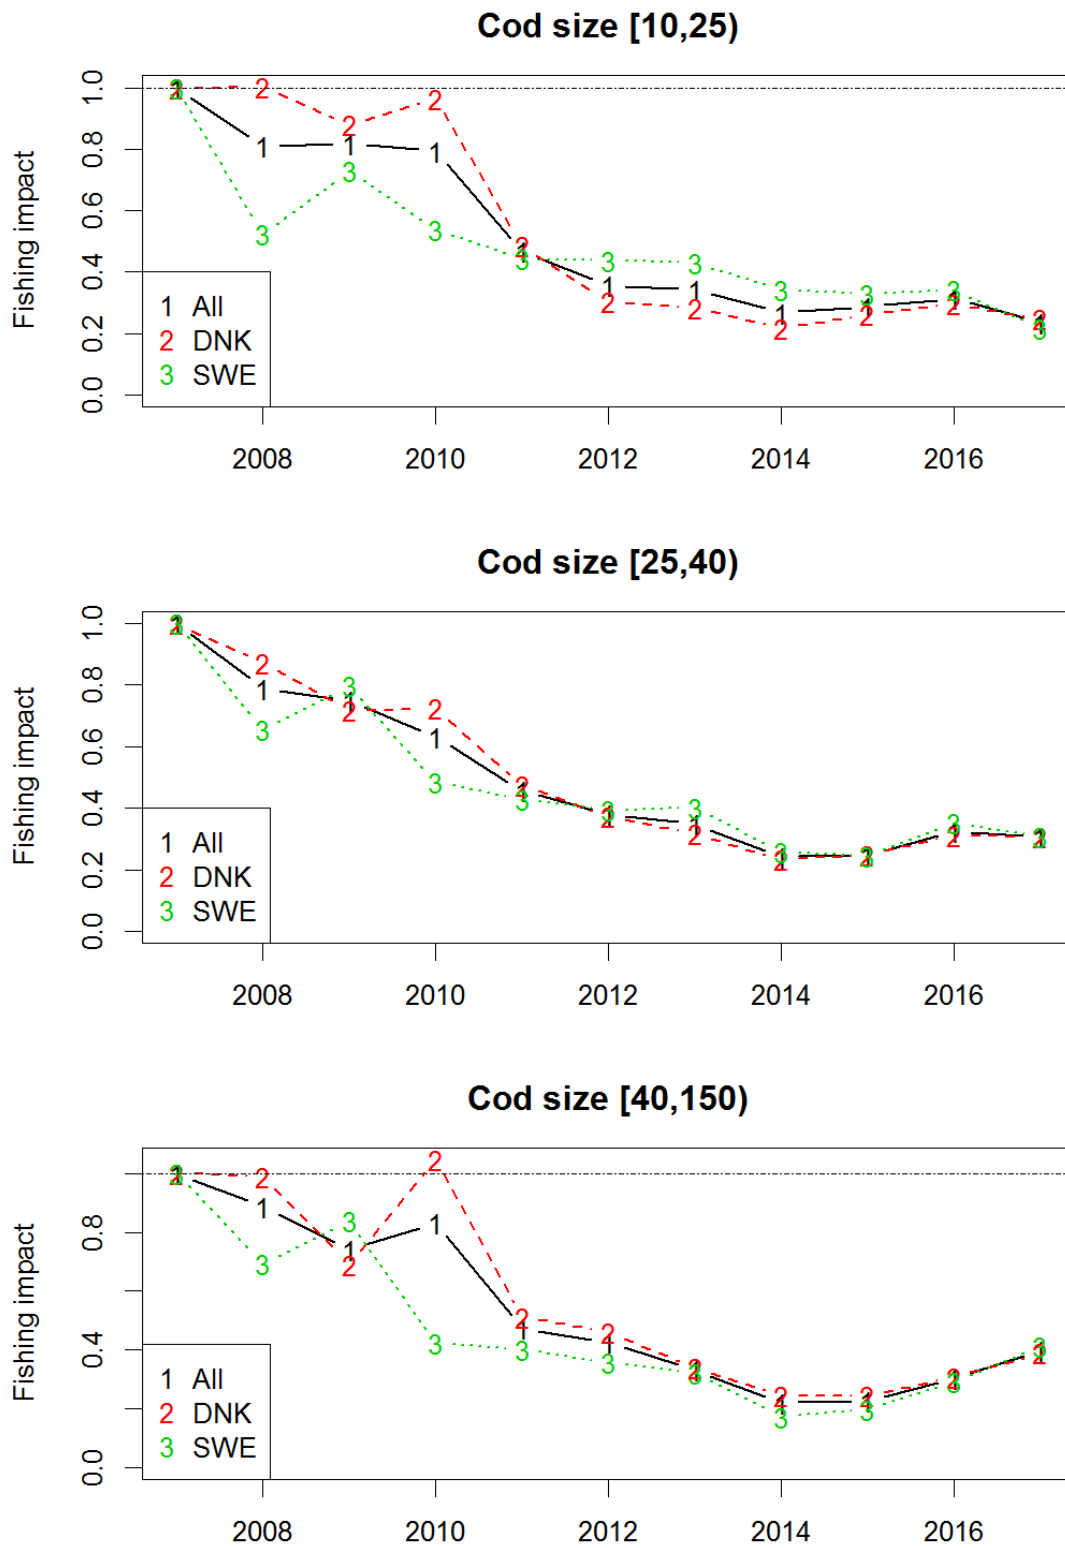 Cod size [10,25)
Fishing impact
1.0
0.8
0.6
0.4
0.2
0.0
1 All
2 DNK
3 SWE
2008 2010 2012 2014 2016
Cod size [25,40)
Fishing impact
1.0
0.8
0.6
0.4
0.2
0.0
1 All
2 DNK
3 SWE
2008 2010 2012 2014 2016
Cod size [40,150)
Fishing impact
0.8
0.4
0.0
1 All
2 DNK
3 SWE
2008 2010 2012 2014 2016